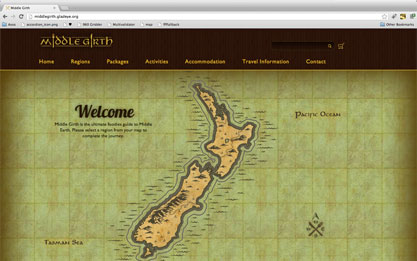 Middle Girth
middlegirth.gladeye.org
Other Bookmarks
MIDDLE GIRTH
Home Regions Packages Activities Accommodation Travel Information Contact
Welcome
Middle Girth is the ultimate foodies guide to Middle
Earth. Please select a region from your map to
complete the journey.
Pacific Ocean
Tasman Sea